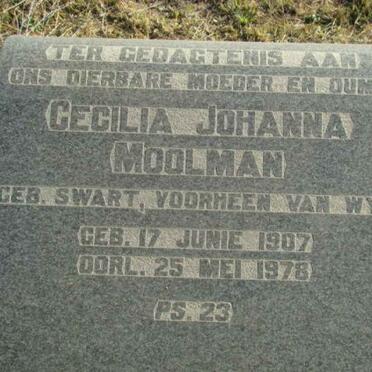 TER GEDAGTENIS AAN
ONS DIERBARE MOEDER EN
CECILIA JOHANNA
MOOLMAN
GEB. SWART, VOORHEEN VAN
GEB. 17 JUNIE 1907
OORL. 25 MEI 1978
PS. 23